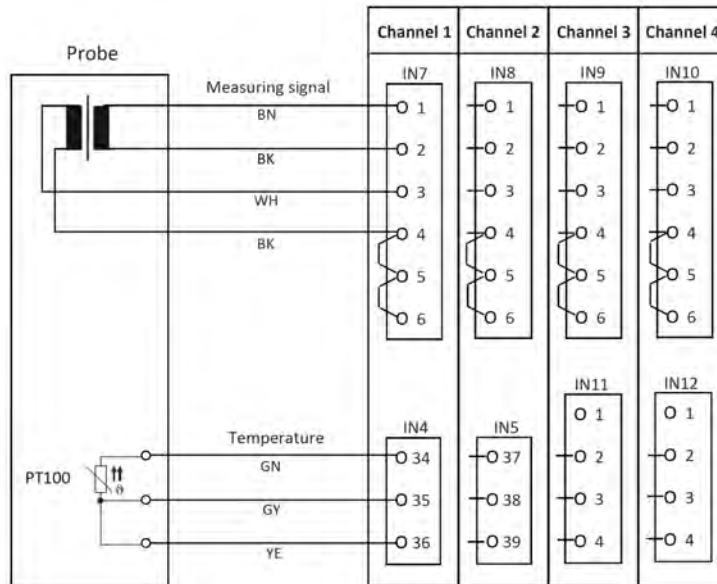 Channel 1 Channel 2 Channel 3 Channel 4
Probe
IN7 IN8 IN9 IN10
Measuring signal
BN
1 1 1 1
BK
2 2 2 2
WH
3 3 3 3
BK
4 4 4 4
5 5 5 5
6 6 6 6
IN11 IN12
1 1
Temperature
IN4 IN5
GN
34 37 2 2
PT100
ϑ
GY
35 38 3 3
YE
36 39 4 4